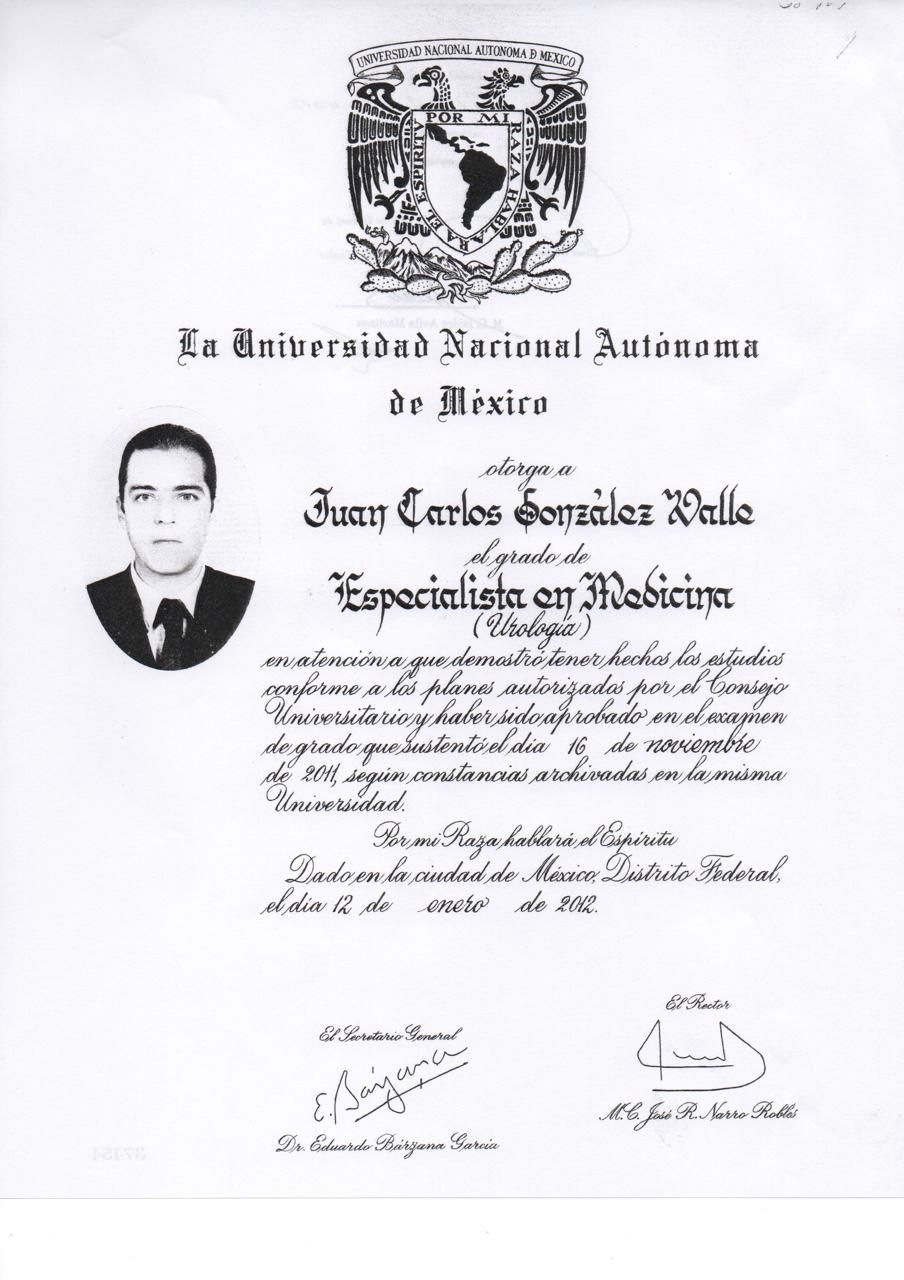 UNIVERSIDAD NACIONAL AUTONOMA D MEXICO
POR MI RAZA HABLARA EL ESPIRITU
La Universidad Nacional Autónoma
de México
otorga a
Juan Carlos González Valle
el grado de
Especialista en Medicina
(Urología)
en atención a que demostró tener hechos los estudios
conforme a los planes autorizados por el Consejo
Universitario y haber sido aprobado en el examen
de grado que sustentó el día 16 de noviembre
de 2011, según constancias archivadas en la misma
Universidad.
Por mi Raza hablará el Espíritu
Dado en la ciudad de México, Distrito Federal,
el día 12 de enero de 2012.
El Rector
El Secretario General
E. Bárzana
M.C. José R. Narro Robles
Dr. Eduardo Bárzana García
37454